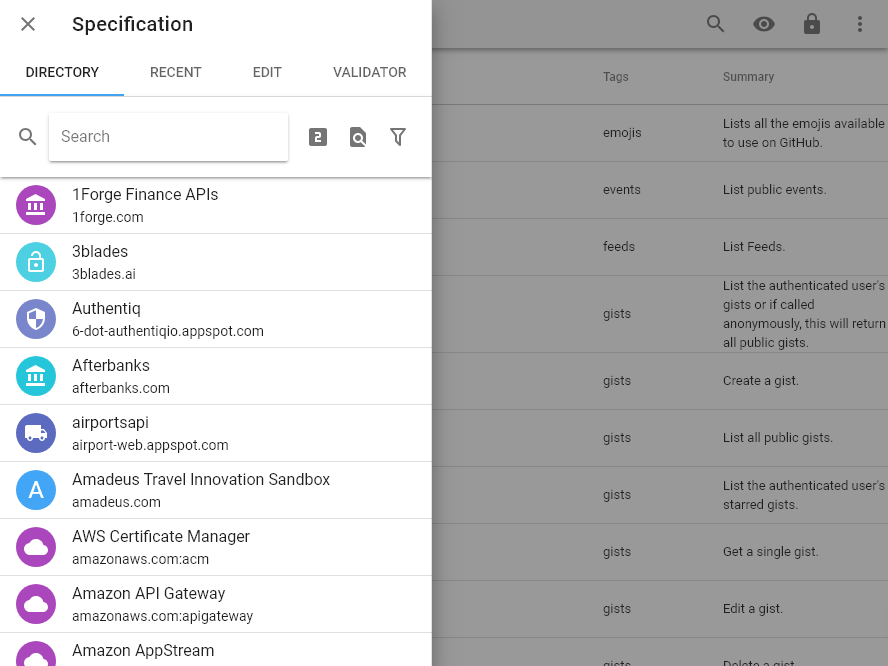 Specification
DIRECTORY RECENT EDIT VALIDATOR
Search
2
1Forge Finance APIs
1forge.com
3blades
3blades.ai
Authentiq
6-dot-authentiqio.appspot.com
Afterbanks
afterbanks.com
airportsapi
airport-web.appspot.com
A
Amadeus Travel Innovation Sandbox
amadeus.com
AWS Certificate Manager
amazonaws.com:acm
Amazon API Gateway
amazonaws.com:apigateway
Amazon AppStream
Tags Summary
emojis
Lists all the emojis available
to use on GitHub.
events
List public events.
feeds
List Feeds.
gists
List the authenticated user's
gists or if called
anonymously, this will return
all public gists.
gists
Create a gist.
gists
List all public gists.
gists
List the authenticated user's
starred gists.
gists
Get a single gist.
gists
Edit a gist.
gists
Delete a gist.